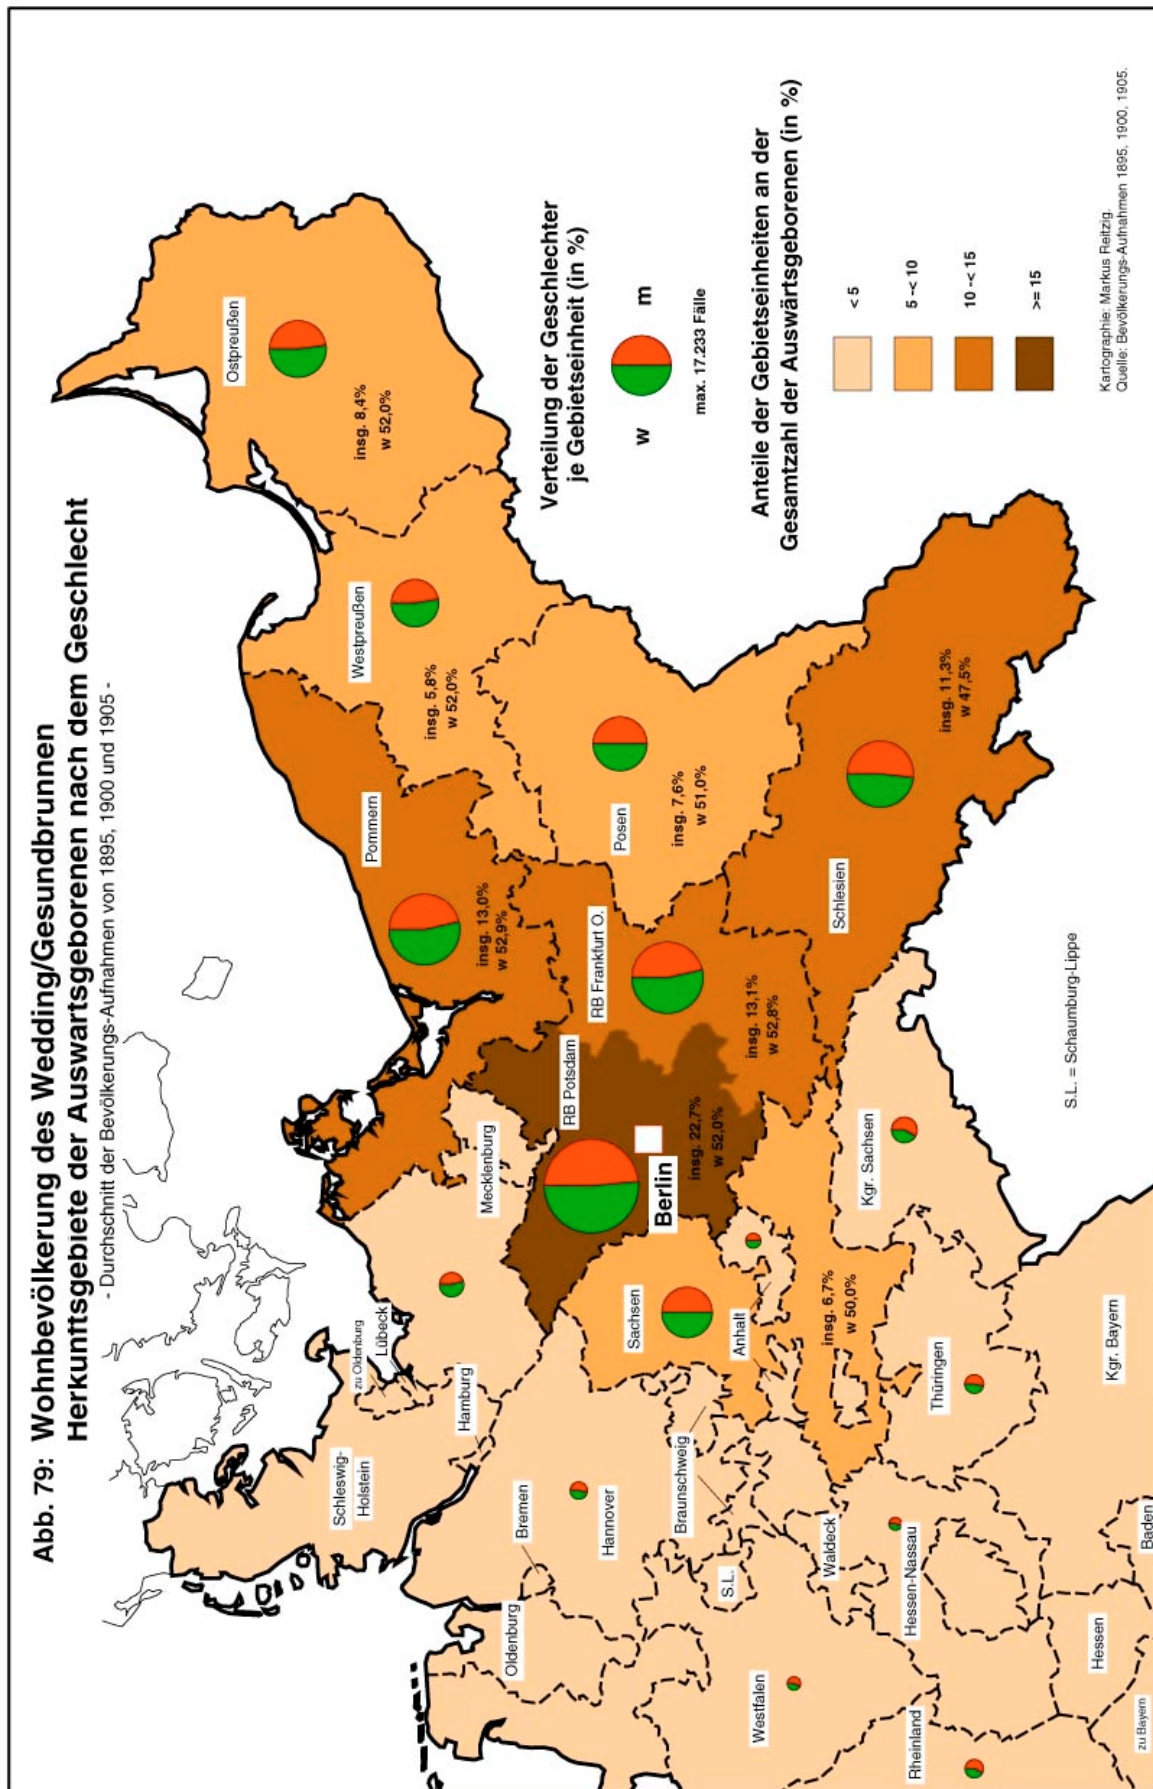 Abb. 79: Wohnbevölkerung des Wedding/Gesundbrunnen
Herkunftsgebiete der Auswärtsgeborenen nach dem Geschlecht
- Durchschnitt der Bevölkerungs-Aufnahmen von 1895, 1900 und 1905 -
Schleswig-
Holstein
zu Oldenburg
Lübeck
Hamburg
Mecklenburg
Pommern
insg. 13,0%
w 52,9%
Westpreußen
insg. 5,8%
w 52,0%
Ostpreußen
insg. 8,4%
w 52,0%
Oldenburg
Bremen
Hannover
Braunschweig
S.L.
Sachsen
Anhalt
insg. 6,7%
w 50,0%
RB Potsdam
Berlin
insg. 22,7%
w 52,0%
RB Frankfurt O.
insg. 13,1%
w 52,8%
Posen
insg. 7,6%
w 51,0%
Schlesien
insg. 11,3%
w 47,5%
Westfalen
Waldeck
Hessen-Nassau
Rheinland
Thüringen
Kgr. Sachsen
Kgr. Bayern
Hessen
Baden
zu Bayern
S.L. = Schaumburg-Lippe
Verteilung der Geschlechter
je Gebietseinheit (in %)
w m
max. 17.233 Fälle
Anteile der Gebietseinheiten an der
Gesamtzahl der Auswärtsgeborenen (in %)
< 5
5 -< 10
10 -< 15
>= 15
Kartographie: Markus Reitzig.
Quelle: Bevölkerungs-Aufnahmen 1895, 1900, 1905.